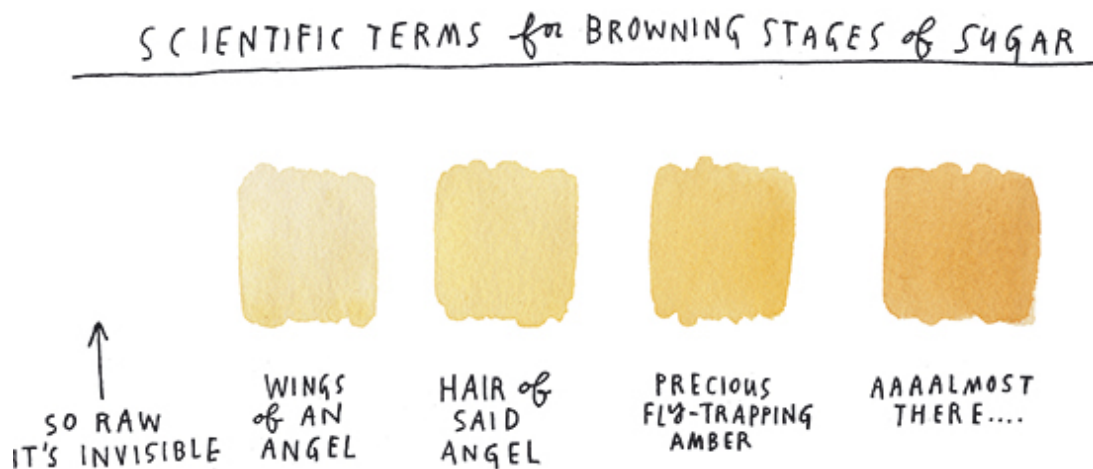 SCIENTIFIC TERMS for BROWNING STAGES of SUGAR
SO RAW
IT'S INVISIBLE
WINGS
of AN
ANGEL
HAIR of
SAID
ANGEL
PRECIOUS
FLY-TRAPPING
AMBER
AAAALMOST
THERE....